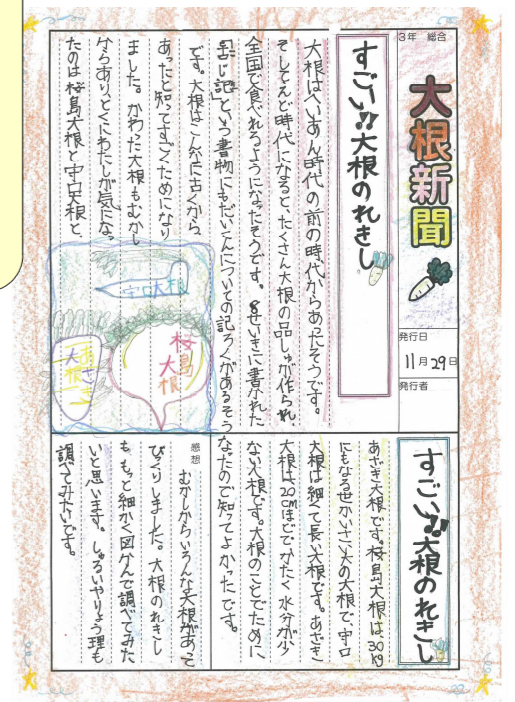 3年 総合
大根新聞
発行日
11月29日
発行者
すごい!!大根のれきし
大根はへいあん時代の前の時代からあったそうです。
そしてえど時代になると、たくさん大根の品しゅが作られ、
全国で食べれるようになったそうです。8せいきに書かれた
「古じ記」という書物にもだいこんについての記ろくがあるそう
です。大根はこんなに古くから
あったと知ってすごくためになり
ました。かわった大根もむかし
からあり、とくにわたしが気になっ
たのは桜島大根と守口大根と、
守口大根
桜島大根
あざき大根
すごい!!大根のれきし
あざき大根です。桜島大根は、30kg
にもなる世かいさい大の大根で、守口
大根は細くて長い大根です。あざき
大根は20cmほどでかたく水分が少
ない大根です。大根のことでために
なったので知ってよかったです。
感想
むかしからいろんな大根があって
びっくりしました。大根のれきし
も、もっと細かく図かんで調べてみた
いと思います。しゅるいやりょう理も
調べてみたいです。